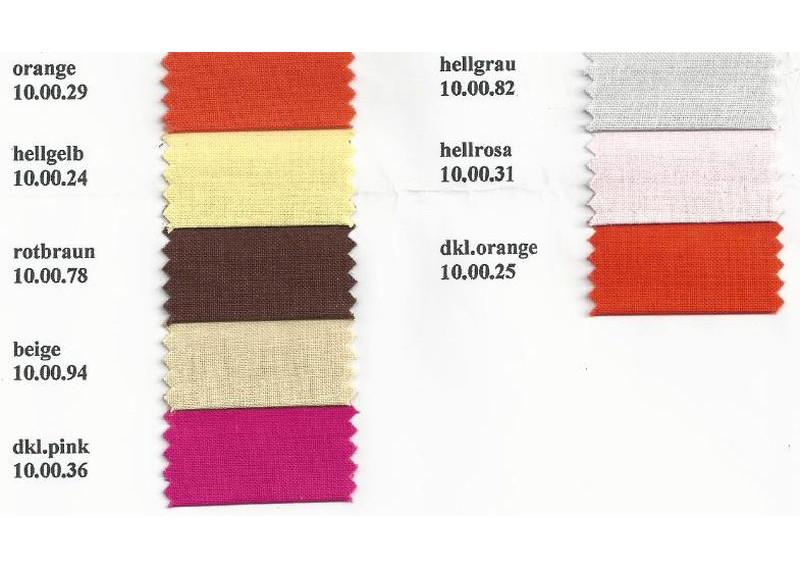 orange
10.00.29
hellgelb
10.00.24
rotbraun
10.00.78
beige
10.00.94
dkl.pink
10.00.36
hellgrau
10.00.82
hellrosa
10.00.31
dkl.orange
10.00.25